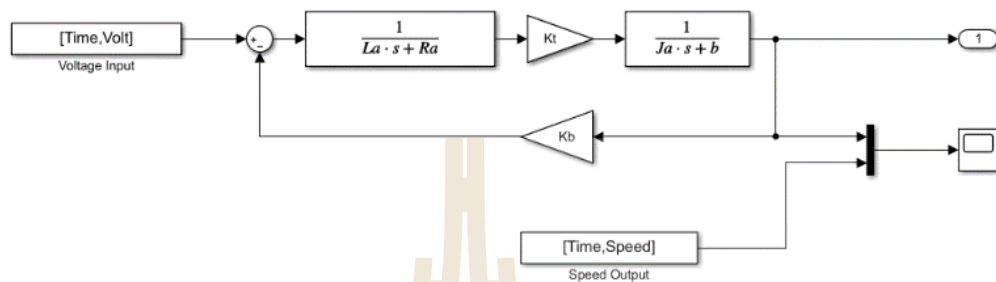 [Time,Volt]
Voltage Input
+
−
1
La · s + Ra
Kt
1
Ja · s + b
1
Kb
[Time,Speed]
Speed Output